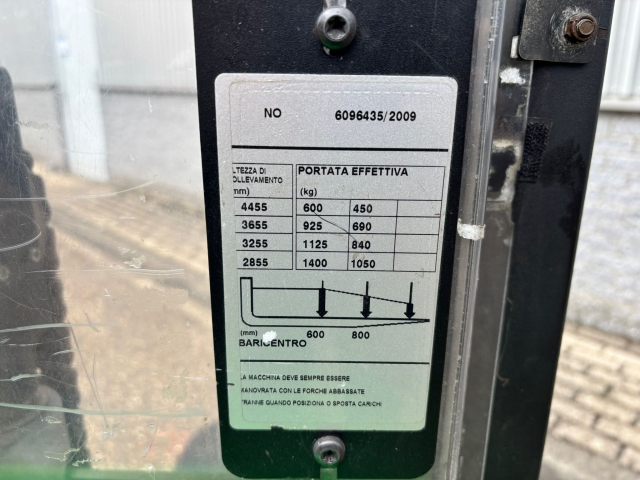 NO 6096435/2009
LTEZZA DI PORTATA EFFETTIVA
OLLEVAMENTO
mm) (kg)
4455 600 450
3655 925 690
3255 1125 840
2855 1400 1050
(mm) 600 800
BARICENTRO
LA MACCHINA DEVE SEMPRE ESSERE
MANOVRATA CON LE FORCHE ABBASSATE
TRANNE QUANDO POSIZIONA O SPOSTA CARICHI